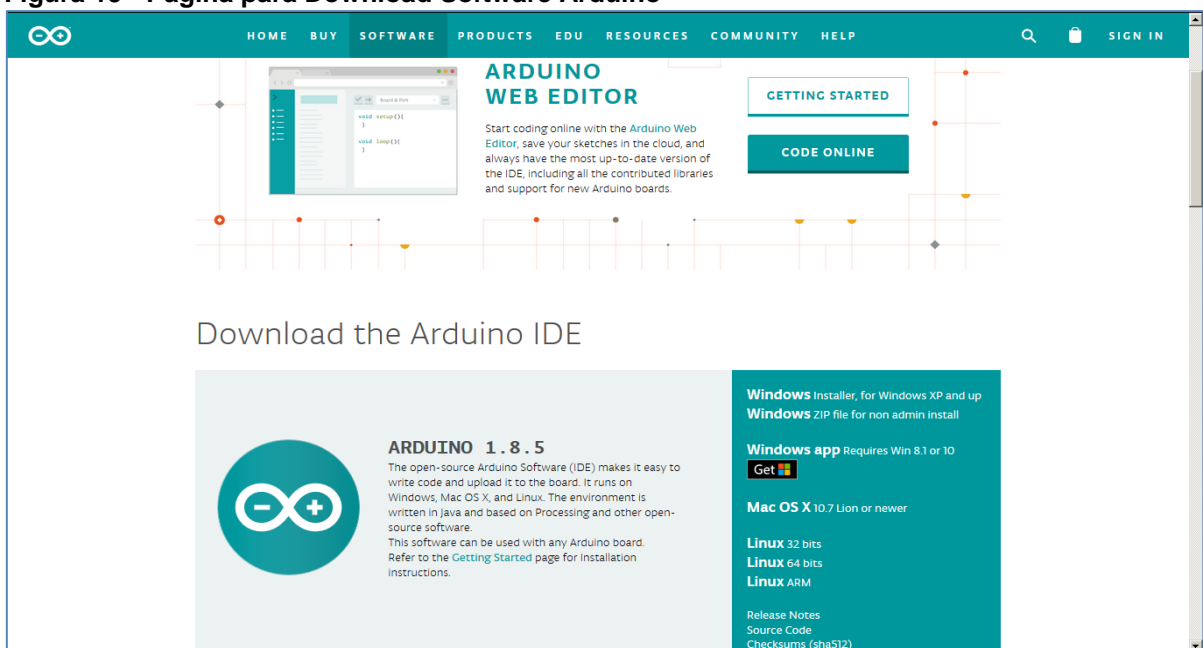 Figura 10 - Página para Download Software Arduino
HOME BUY SOFTWARE PRODUCTS EDU RESOURCES COMMUNITY HELP SIGN IN
ARDUINO
WEB EDITOR
Start coding online with the Arduino Web
Editor, save your sketches in the cloud, and
always have the most up-to-date version of
the IDE, including all the contributed libraries
and support for new Arduino boards.
Board & Port
void setup(){
}
void loop(){
}
GETTING STARTED
CODE ONLINE
Download the Arduino IDE
ARDUINO 1.8.5
The open-source Arduino Software (IDE) makes it easy to
write code and upload it to the board. It runs on
Windows, Mac OS X, and Linux. The environment is
written in Java and based on Processing and other open-
source software.
This software can be used with any Arduino board.
Refer to the Getting Started page for Installation
instructions.
Windows Installer, for Windows XP and up
Windows ZIP file for non admin install
Windows app Requires Win 8.1 or 10
Get
Mac OS X 10.7 Lion or newer
Linux 32 bits
Linux 64 bits
Linux ARM
Release Notes
Source Code
Checksums (sha512)